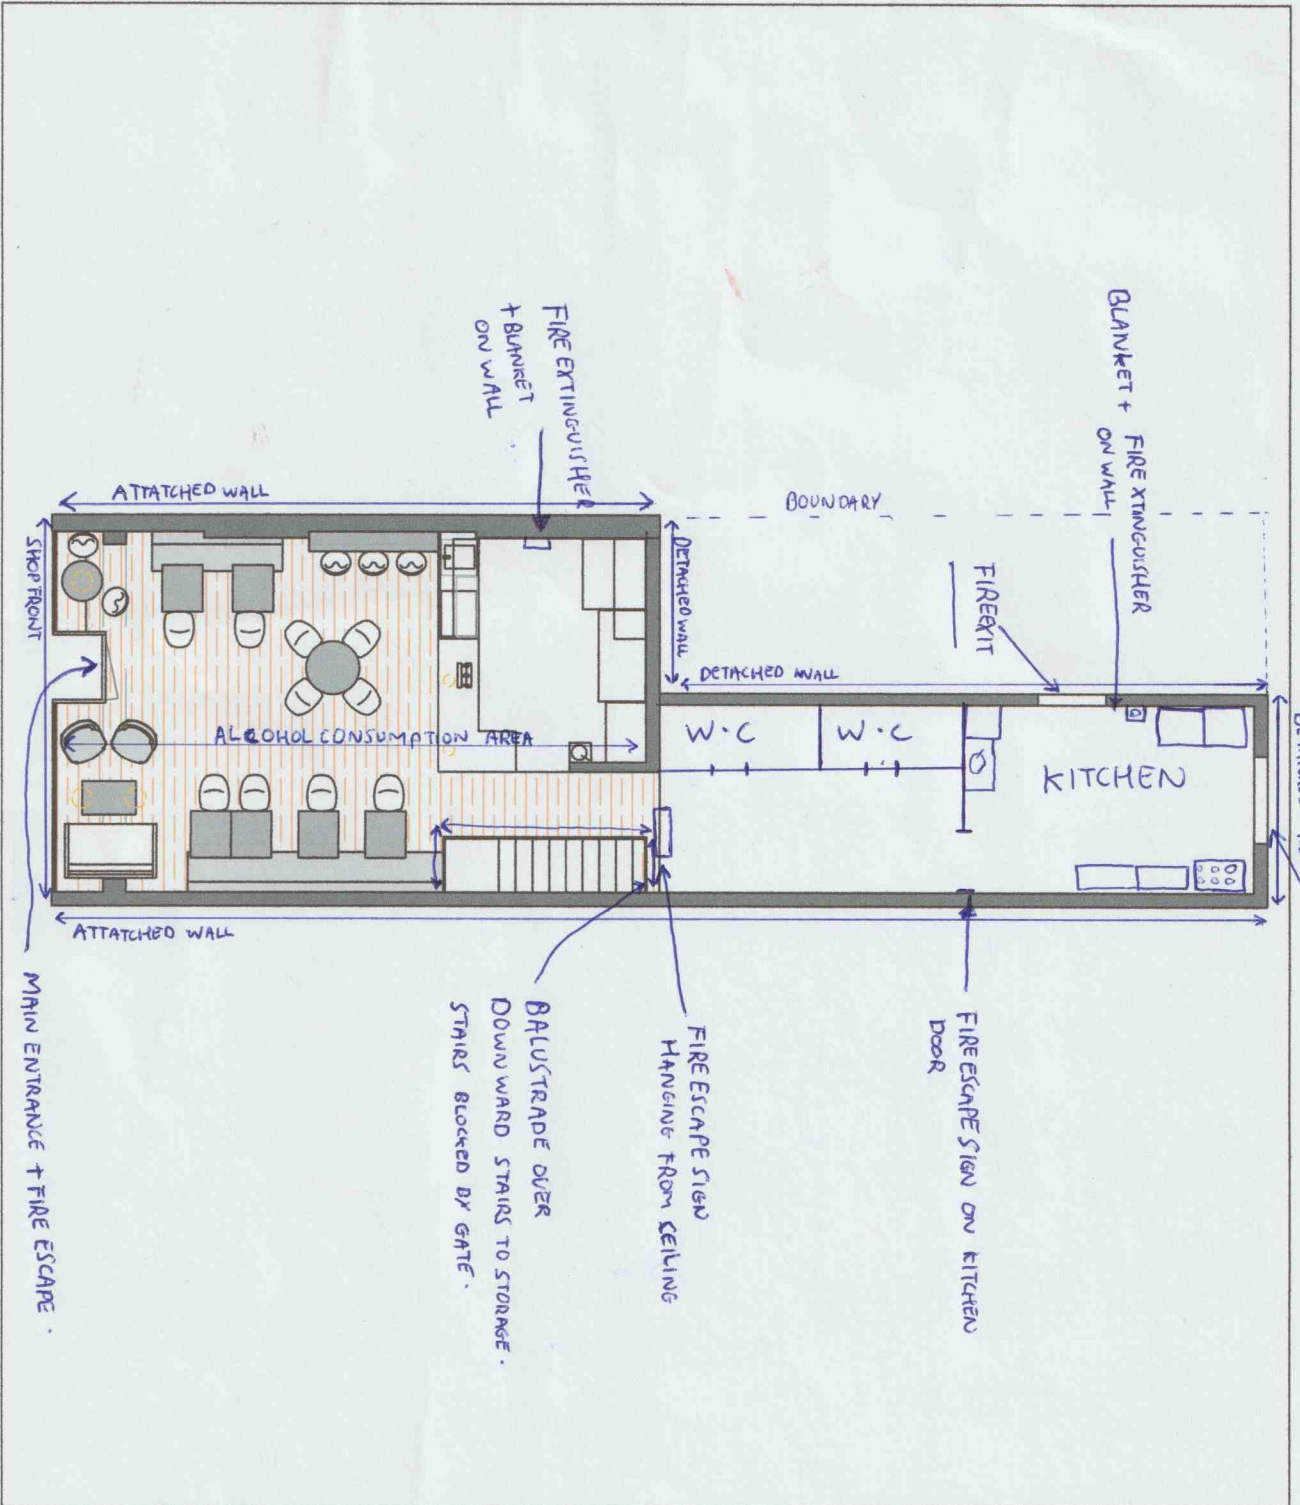 BLANKET + FIRE XTINGUISHER
ON WALL
FIRE EXTINGUISHER
+ BLANKET
ON WALL
ATTATCHED WALL
BOUNDARY
SHOP FRONT
DETACHED WALL
FIREEXIT
DETACHED WALL
W.C
W.C
ALCOHOL CONSUMPTION AREA
KITCHEN
ATTATCHED WALL
MAIN ENTRANCE + FIRE ESCAPE.
BALUSTRADE OVER
DOWNWARD STAIRS TO STORAGE.
STAIRS BLOCKED BY GATE.
FIRE ESCAPE SIGN
HANGING FROM CEILING
FIRE ESCAPE SIGN ON KITCHEN
DOOR